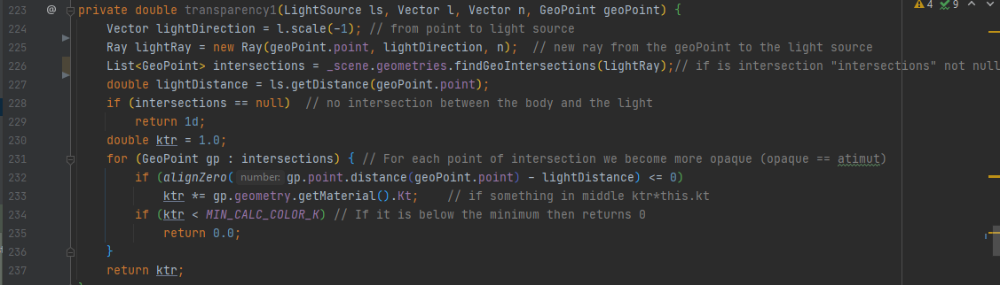 4 9
223 @ private double transparency1(LightSource ls, Vector l, Vector n, GeoPoint geoPoint) {
224 Vector lightDirection = l.scale(-1); // from point to light source
225 Ray lightRay = new Ray(geoPoint.point, lightDirection, n); // new ray from the geoPoint to the light source
226 List<GeoPoint> intersections = _scene.geometries.findGeoIntersections(lightRay);// if is intersection "intersections" not null
227 double lightDistance = ls.getDistance(geoPoint.point);
228 if (intersections == null) // no intersection between the body and the light
229 return 1d;
230 double ktr = 1.0;
231 for (GeoPoint gp : intersections) { // For each point of intersection we become more opaque (opaque == atimut)
232 if (alignZero( number: gp.point.distance(geoPoint.point) - lightDistance) <= 0)
233 ktr *= gp.geometry.getMaterial().Kt; // if something in middle ktr*this.kt
234 if (ktr < MIN_CALC_COLOR_K) // If it is below the minimum then returns 0
235 return 0.0;
236 }
237 return ktr;